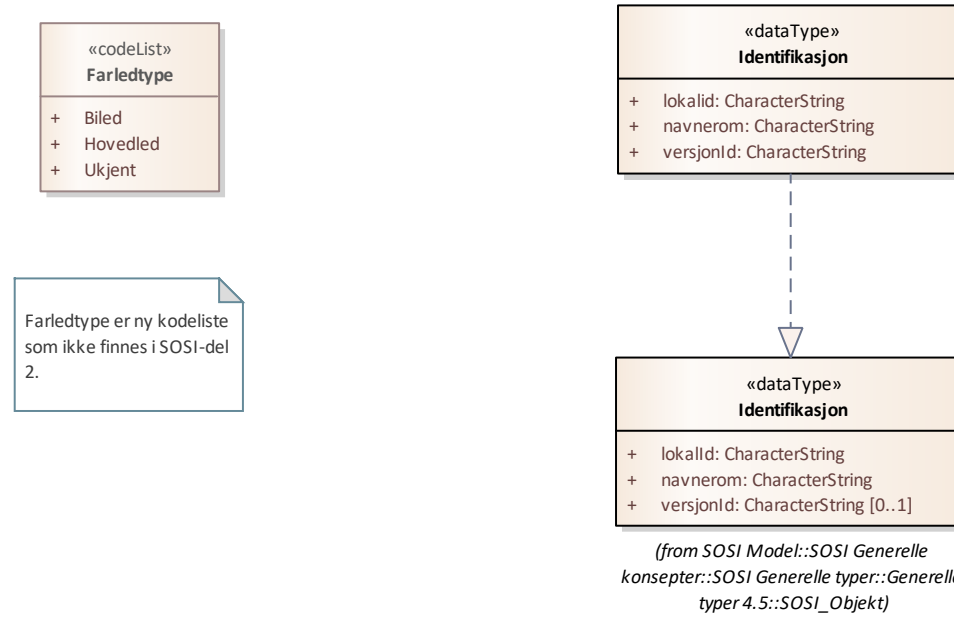 «codeList»
Farledtype
+ Biled
+ Hovedled
+ Ukjent
Farledtype er ny kodeliste
som ikke finnes i SOSI-del
2.
«dataType»
Identifikasjon
+ lokalid: CharacterString
+ navnerom: CharacterString
+ versjonId: CharacterString
«dataType»
Identifikasjon
+ lokalId: CharacterString
+ navnerom: CharacterString
+ versjonId: CharacterString [0..1]
(from SOSI Model::SOSI Generelle
konsepter::SOSI Generelle typer::Generelle
typer 4.5::SOSI_Objekt)